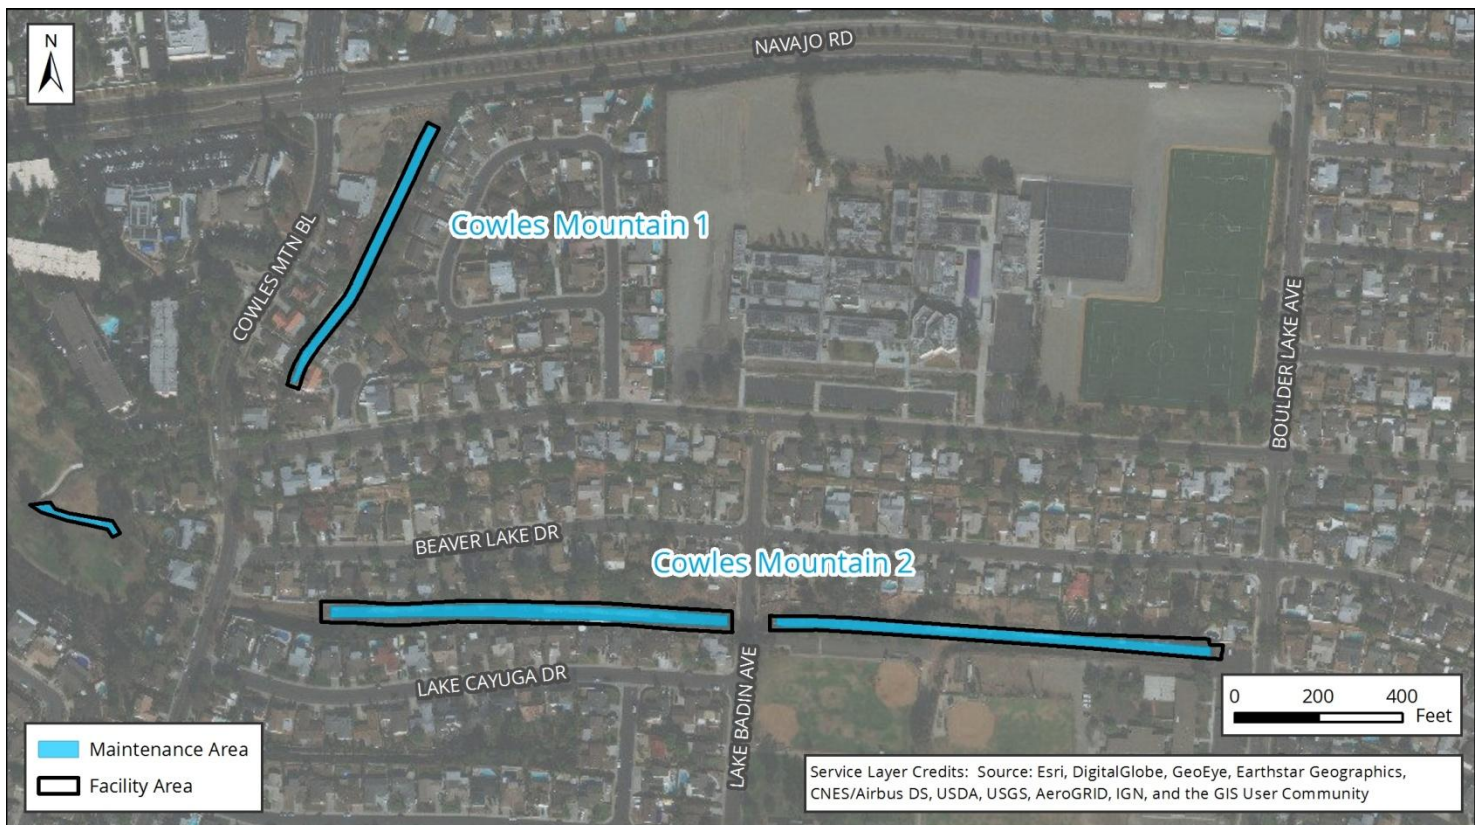 N
NAVAJO RD
COWLES MTN BL
Cowles Mountain 1
BOULDER LAKE AVE
BEAVER LAKE DR
Cowles Mountain 2
LAKE CAYUGA DR
LAKE BADIN AVE
0 200 400
Feet
Maintenance Area
Facility Area
Service Layer Credits: Source: Esri, DigitalGlobe, GeoEye, Earthstar Geographics,
CNES/Airbus DS, USDA, USGS, AeroGRID, IGN, and the GIS User Community